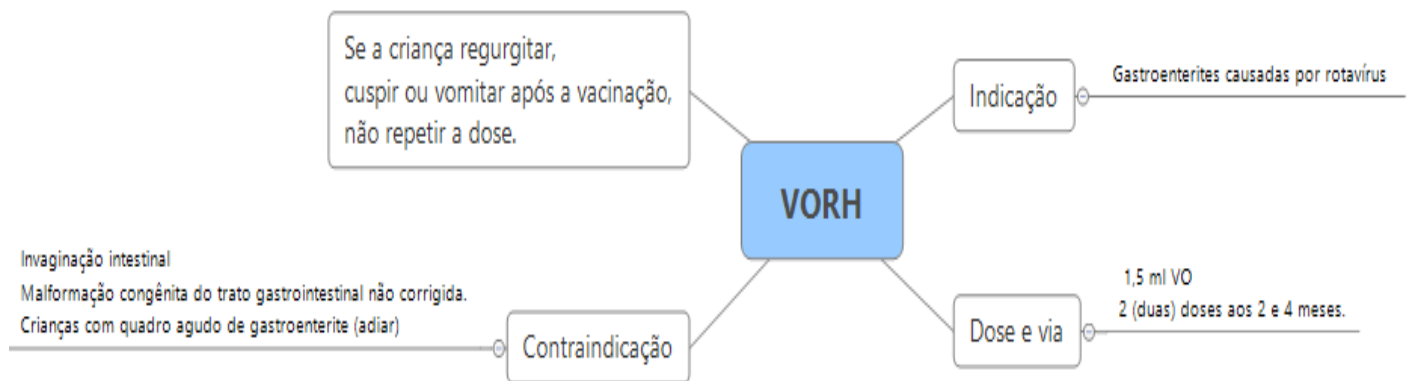 Se a criança regurgitar,
cuspir ou vomitar após a vacinação,
não repetir a dose.
Indicação
Gastroenterites causadas por rotavírus
VORH
Invaginação intestinal
Malformação congênita do trato gastrointestinal não corrigida.
Crianças com quadro agudo de gastroenterite (adiar)
Contraindicação
Dose e via
1,5 ml VO
2 (duas) doses aos 2 e 4 meses.